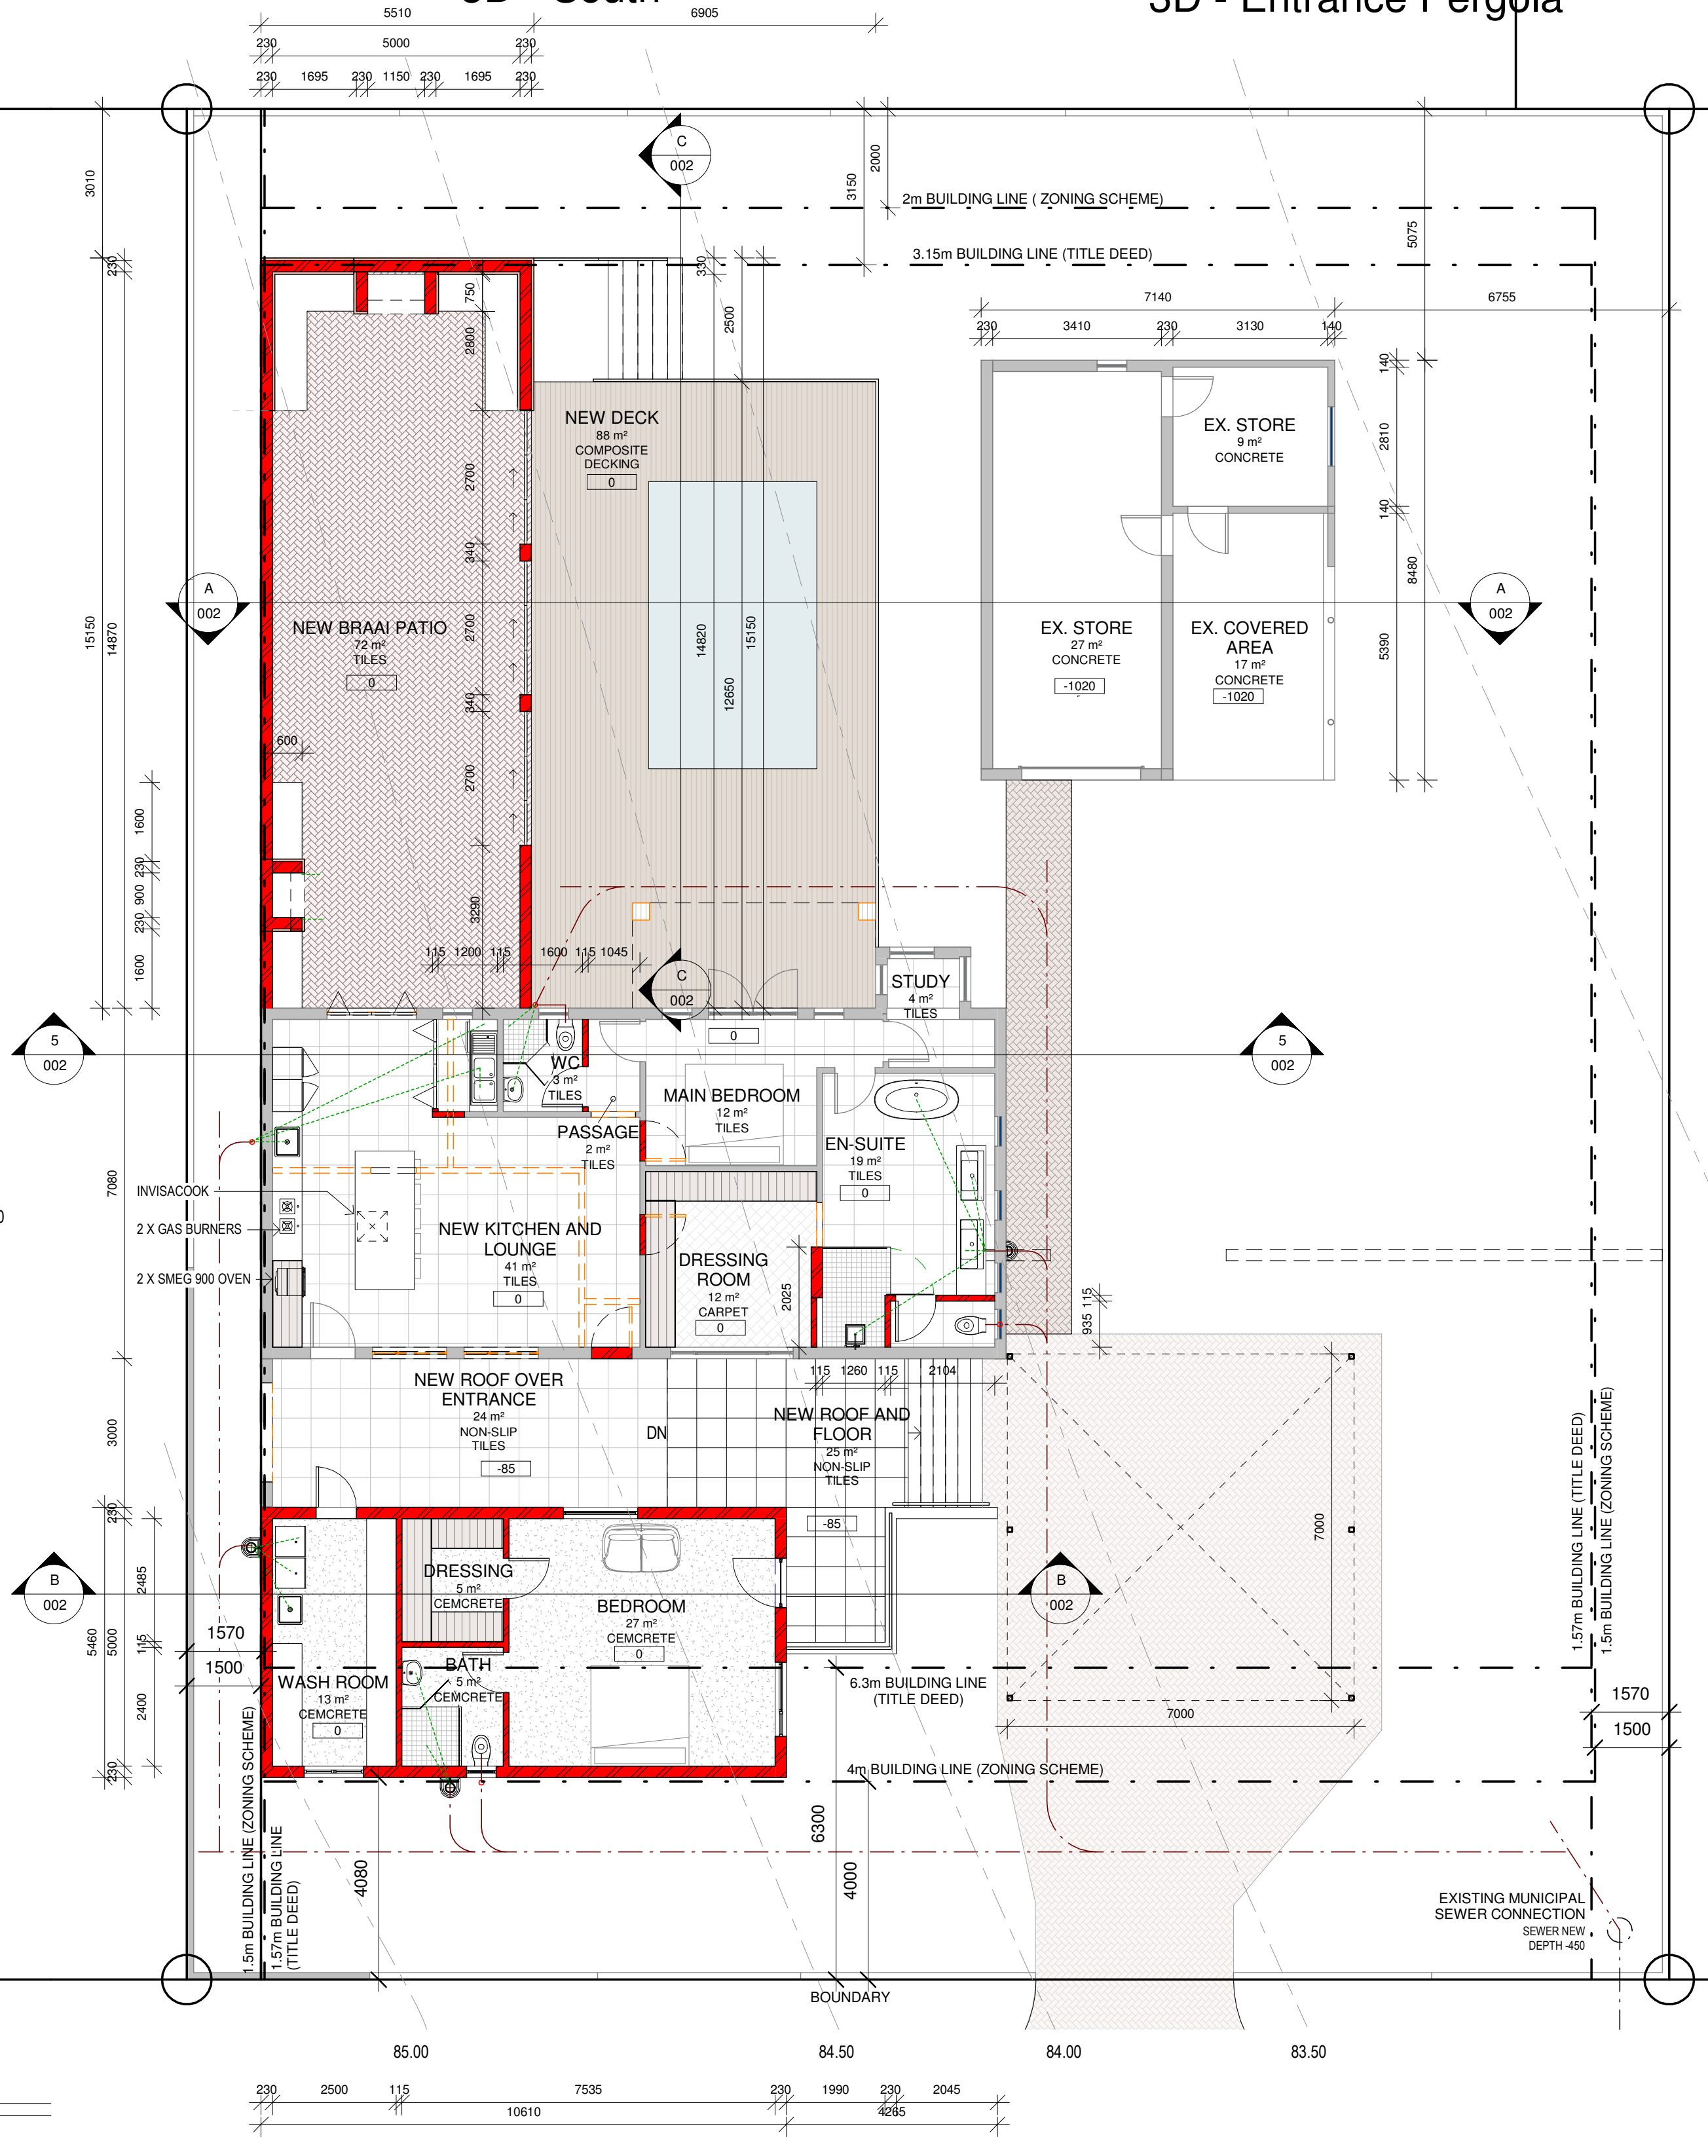 5510
6905
230
5000
230
230
1695
230
1150
230
1695
230
3010
C
002
3150
2000
2m BUILDING LINE ( ZONING SCHEME)
3.15m BUILDING LINE (TITLE DEED)
5075
230
750
330
2500
2800
7140
6755
230
3410
230
3130
140
140
NEW DECK
88 m²
COMPOSITE
DECKING
0
EX. STORE
9 m²
CONCRETE
2810
140
2700
340
8480
A
002
A
002
15150
14870
NEW BRAAI PATIO
72 m²
TILES
0
2700
14820
15150
12650
EX. STORE
27 m²
CONCRETE
-1020
EX. COVERED
AREA
17 m²
CONCRETE
-1020
5390
340
600
2700
1600
230
900
230
1600
3290
115
1200
115
1600
115
1045
C
002
STUDY
4 m²
TILES
0
5
002
5
002
WC
3 m²
TILES
MAIN BEDROOM
12 m²
TILES
PASSAGE
2 m²
TILES
EN-SUITE
19 m²
TILES
0
7080
INVISACOOK
2 X GAS BURNERS
2 X SMEG 900 OVEN
NEW KITCHEN AND
LOUNGE
41 m²
TILES
0
DRESSING
ROOM
12 m²
CARPET
0
2025
115
935
115
1260
115
2104
NEW ROOF OVER
ENTRANCE
24 m²
NON-SLIP
TILES
-85
DN
NEW ROOF AND
FLOOR
25 m²
NON-SLIP
TILES
-85
3000
230
7000
7000
1.57m BUILDING LINE (TITLE DEED)
1.5m BUILDING LINE (ZONING SCHEME)
B
002
B
002
DRESSING
5 m²
CEMCRETE
BEDROOM
27 m²
CEMCRETE
0
BATH
5 m²
CEMCRETE
WASH ROOM
13 m²
CEMCRETE
0
2485
115
5460
5000
2400
230
1570
1500
6.3m BUILDING LINE
(TITLE DEED)
4m BUILDING LINE (ZONING SCHEME)
1570
1500
1.5m BUILDING LINE (ZONING SCHEME)
1.57m BUILDING LINE
(TITLE DEED)
4080
6300
4000
EXISTING MUNICIPAL
SEWER CONNECTION
SEWER NEW
DEPTH -450
BOUNDARY
85.00
84.50
84.00
83.50
230
2500
115
7535
230
1990
230
2045
10610
4265